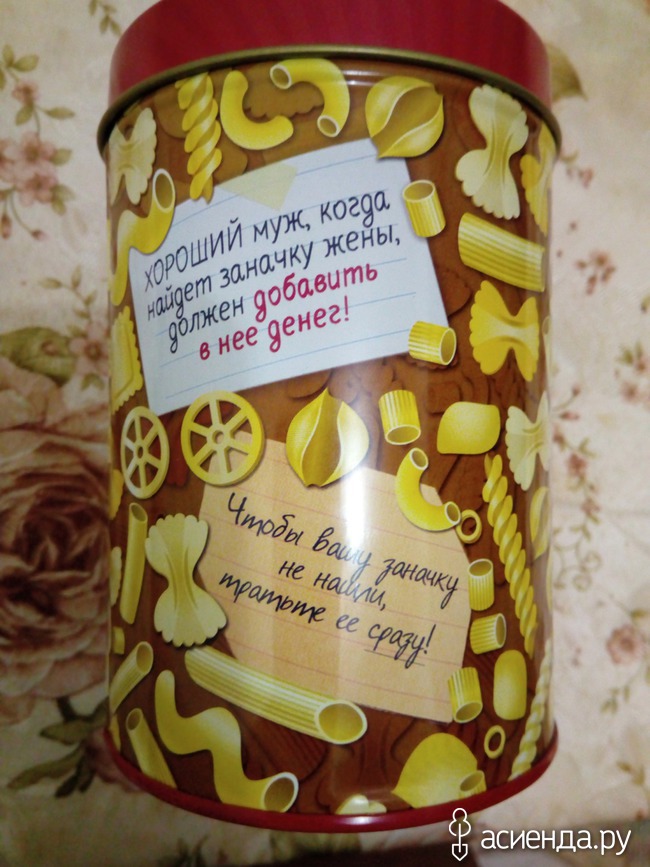 ХОРОШИЙ муж, когда
найдет заначку жены,
должен добавить
в нее денег!
Чтобы вашу заначку
не нашли,
тратьте ее сразу!
асиенда.ру